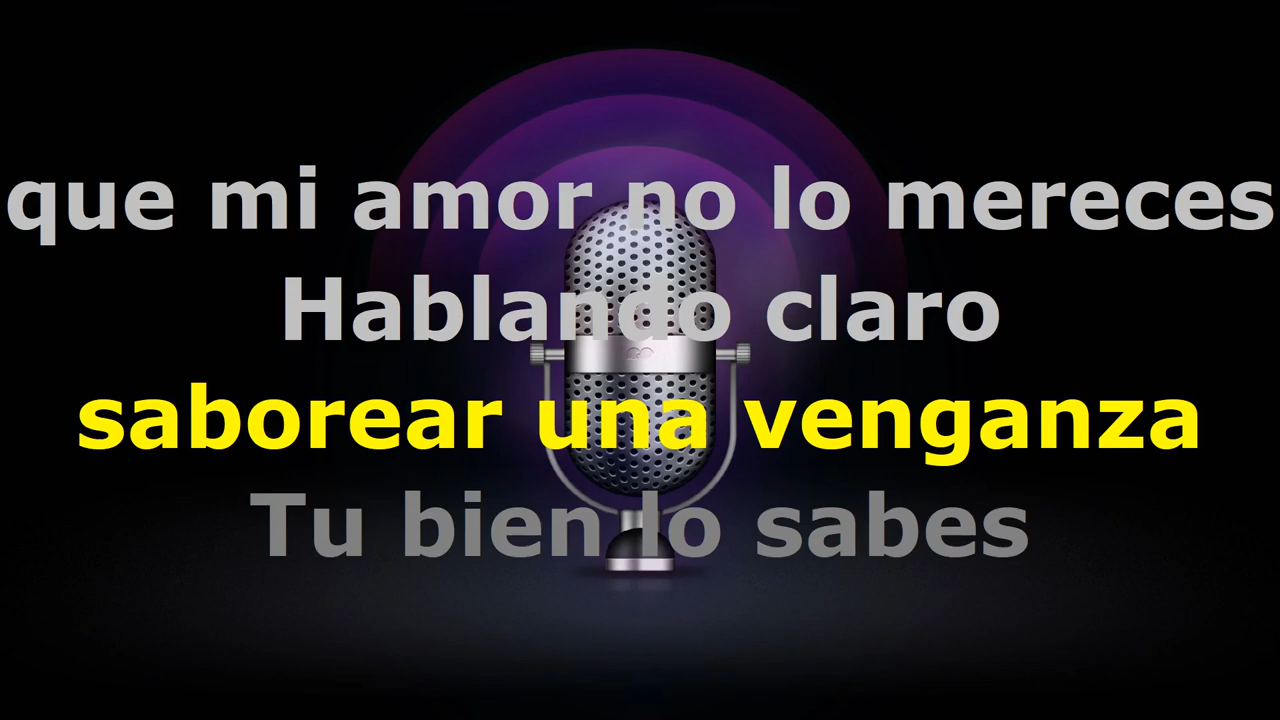 que mi amor no lo mereces
Hablando claro
saborear una venganza
Tu bien lo sabes